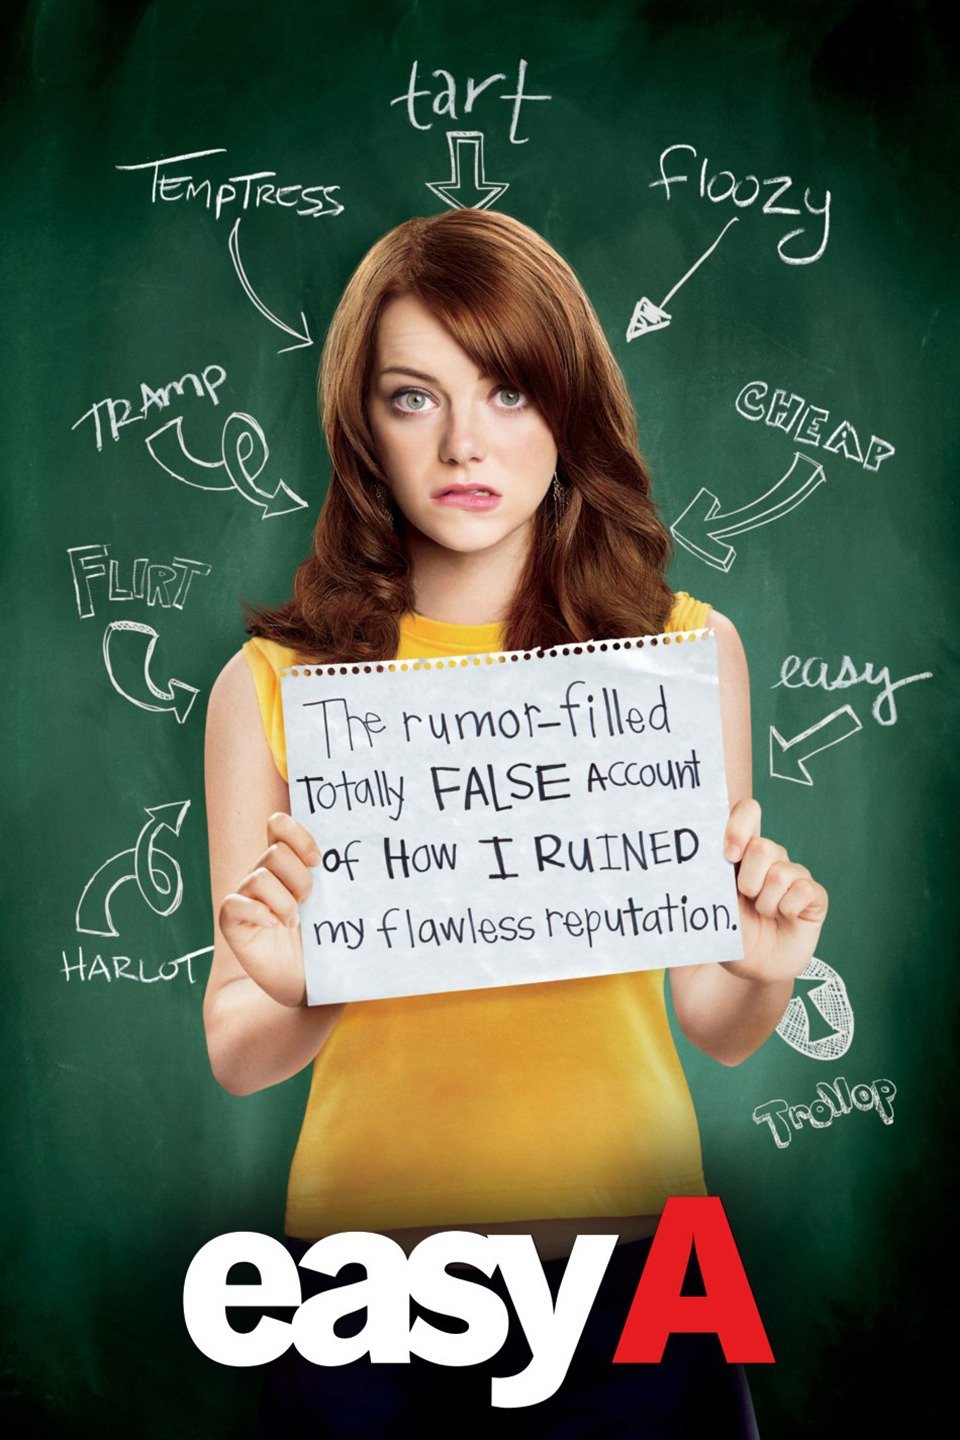 tart
TEMPTRESS
floozy
TRAMP
CHEAP
FLIRT
easy
The rumor-filled
Totally FALSE Account
of How I RUINED
my flawless reputation.
HARLOT
Trollop
easy A